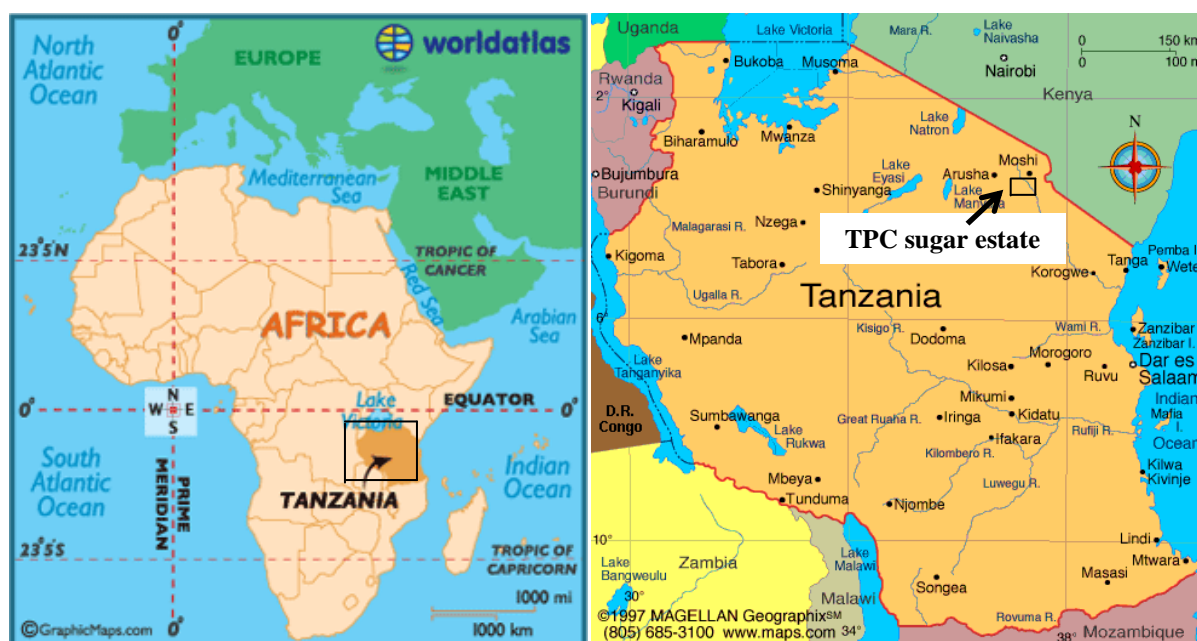 North
Atlantic
Ocean
0°
EUROPE
worldatlas
MIDDLE
EAST
Mediterranean
Sea
23°5'N
TROPIC OF
CANCER
Red Sea
Arabian
Sea
AFRICA
N
W E
S
Lake
Victoria
EQUATOR
0°
0°
South
Atlantic
Ocean
PRIME
MERIDIAN
TANZANIA
Indian
Ocean
23°5'S
TROPIC OF
CAPRICORN
1000 mi
1000 km
©GraphicMaps.com
0°
Uganda
Lake Victoria
Mara R.
Lake
Naivasha
0 150 km
0 100 m
Bukoba
Musoma
Nairobi
Rwanda
Kigali
Kenya
2°
Lake
Natron
N
Biharamulo
Mwanza
Bujumbura
Burundi
Lake
Eyasi
Arusha
Moshi
Shinyanga
Lake
Malagarasi R.
Nzega
TPC sugar estate
Kigoma
Tabora
Korogwe
Tanga
Pemba I
Wete
Ugalla R.
Tanzania
6°
Kisigo R.
Wami R.
Mpanda
Dodoma
Zanzibar
Zanzibar I.
Lake
Tanganyika
Kilosa
Morogoro
Ruvu
Dar es
Salaam
D.R.
Congo
Mikumi
Kidatu
Indian
Ocean
Mafia
I.
Sumbawanga
Great Ruaha R.
Iringa
Rufiji R.
Lake
Rukwa
Ifakara
Kilombero R.
Kilwa
Kivinje
Mbeya
Luwegu R.
Tunduma
Njombe
10°
Lindi
Zambia
Lake
Malawi
Mtwara
Lake
Bangweulu
Songea
Masasi
30°
Malawi
©1997 MAGELLAN Geographix℠
(805) 685-3100 www.maps.com
34°
Rovuma R.
38°
Mozambique